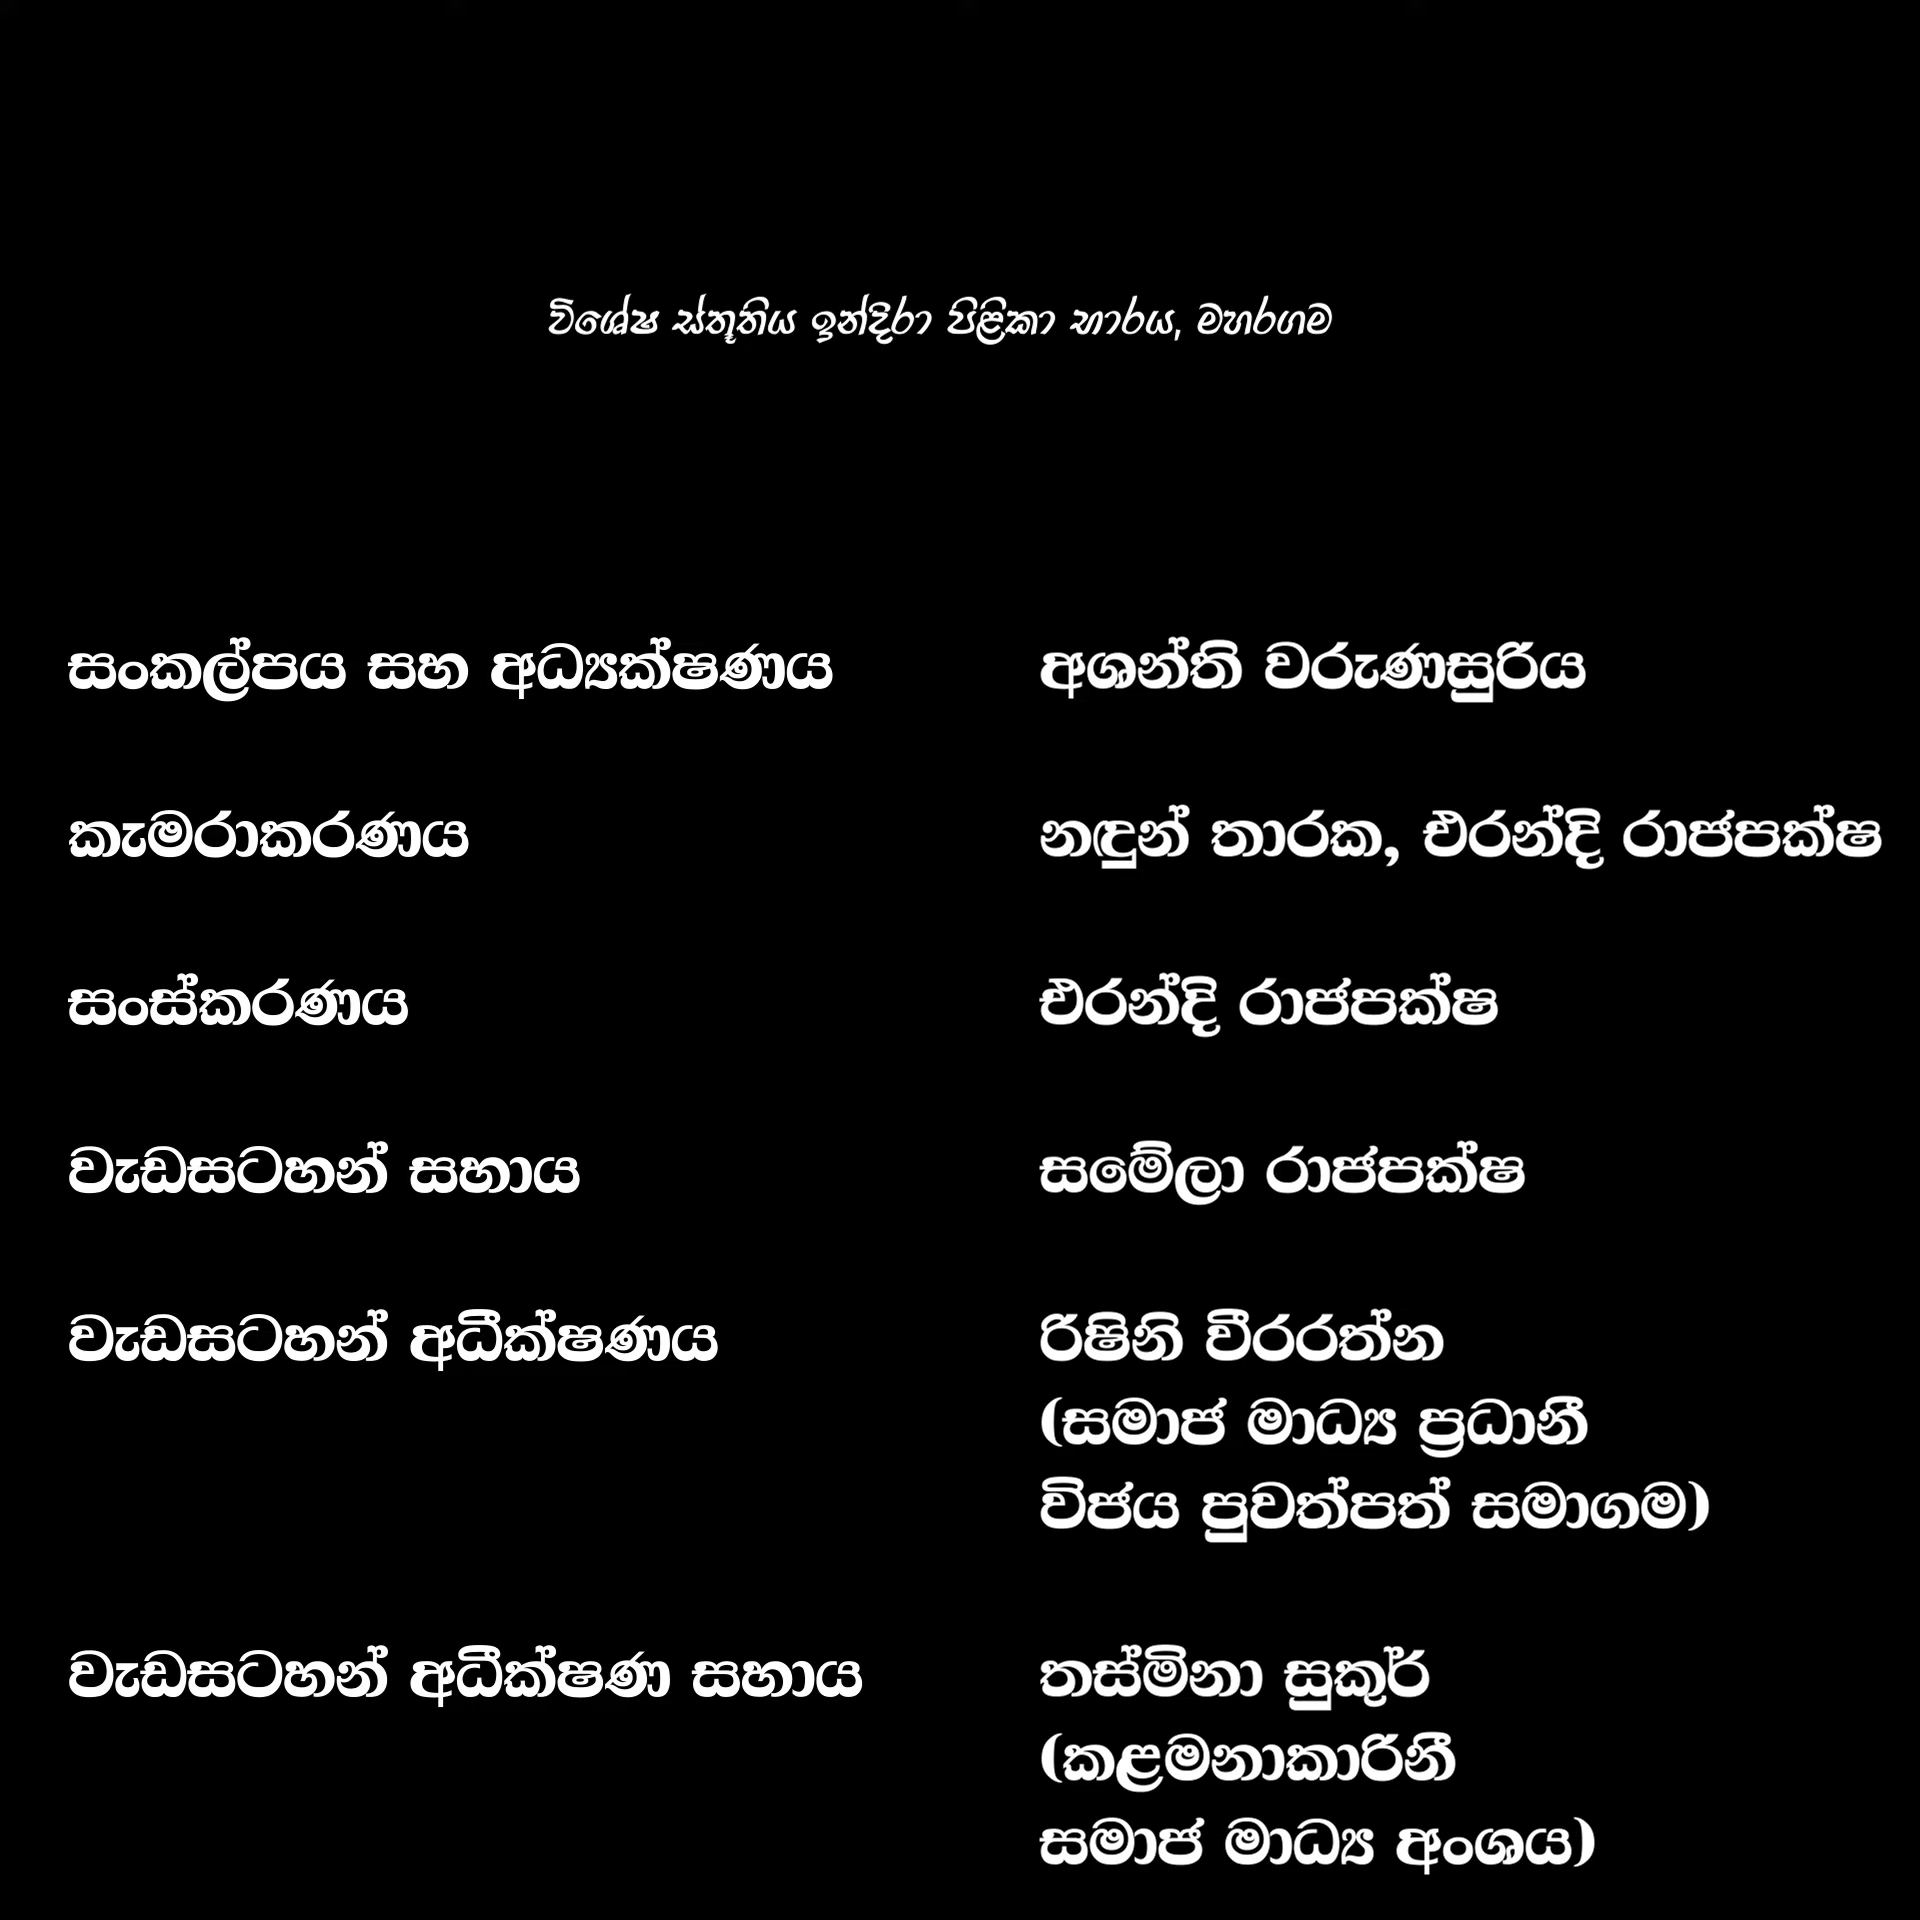 විශේෂ ස්තූතිය ඉන්දිරා පිළිකා භාරය, මහරගම
සංකල්පය සහ අධ්‍යක්ෂණය අශන්ති වරුණසූරිය
කැමරාකරණය නඳුන් තාරක, එරන්දි රාජපක්ෂ
සංස්කරණය එරන්දි රාජපක්ෂ
වැඩසටහන් සහාය සමේලා රාජපක්ෂ
වැඩසටහන් අධීක්ෂණය රිෂිනි වීරරත්න
(සමාජ මාධ්‍ය ප්‍රධානී
විජය පුවත්පත් සමාගම)
වැඩසටහන් අධීක්ෂණ සහාය තස්මිනා සුකුර්
(කළමනාකාරිනී
සමාජ මාධ්‍ය අංශය)